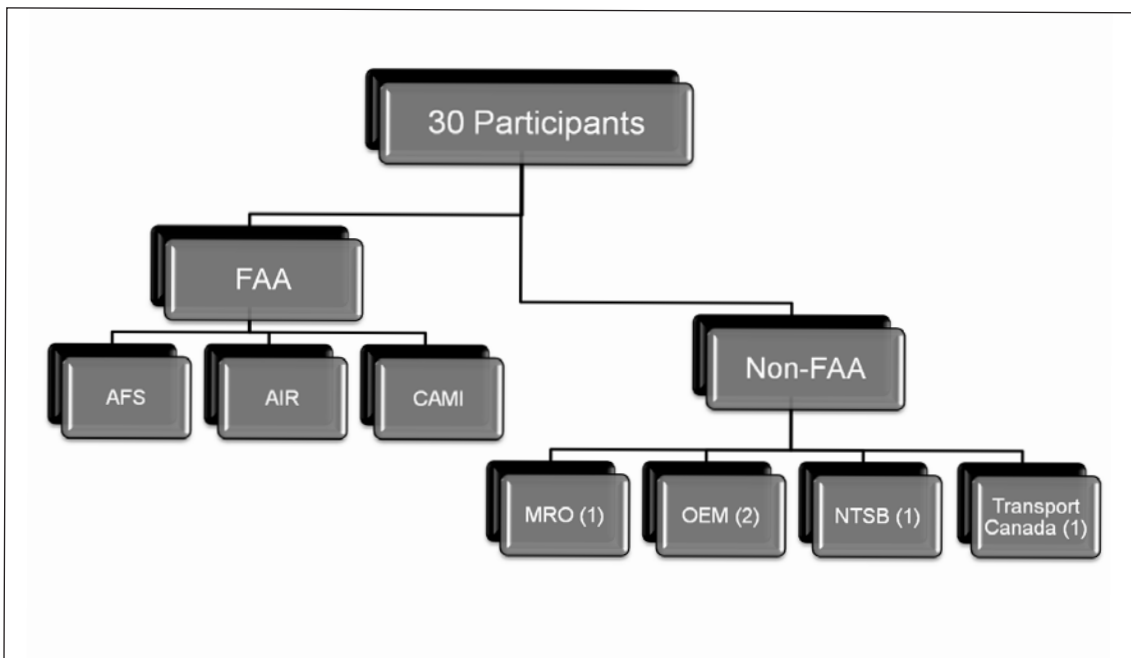 30 Participants
FAA
AFS
AIR
CAMI
Non-FAA
MRO (1)
OEM (2)
NTSB (1)
Transport
Canada (1)